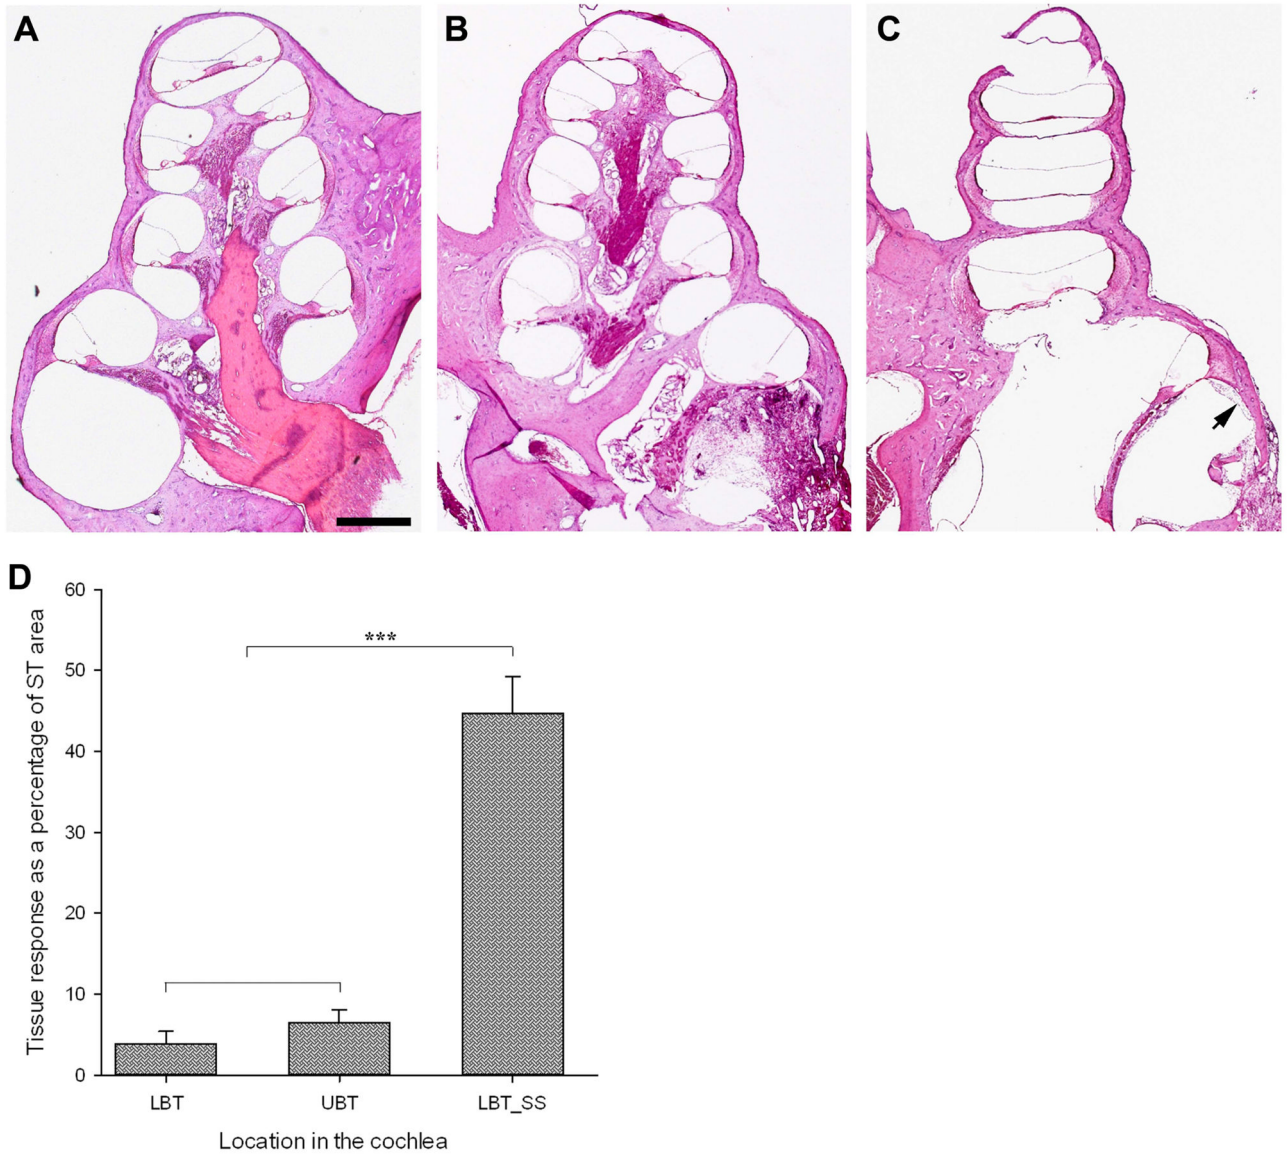 A
B
C
D
Tissue response as a percentage of ST area
60
50
40
30
20
10
0
***
LBT
UBT
LBT_SS
Location in the cochlea